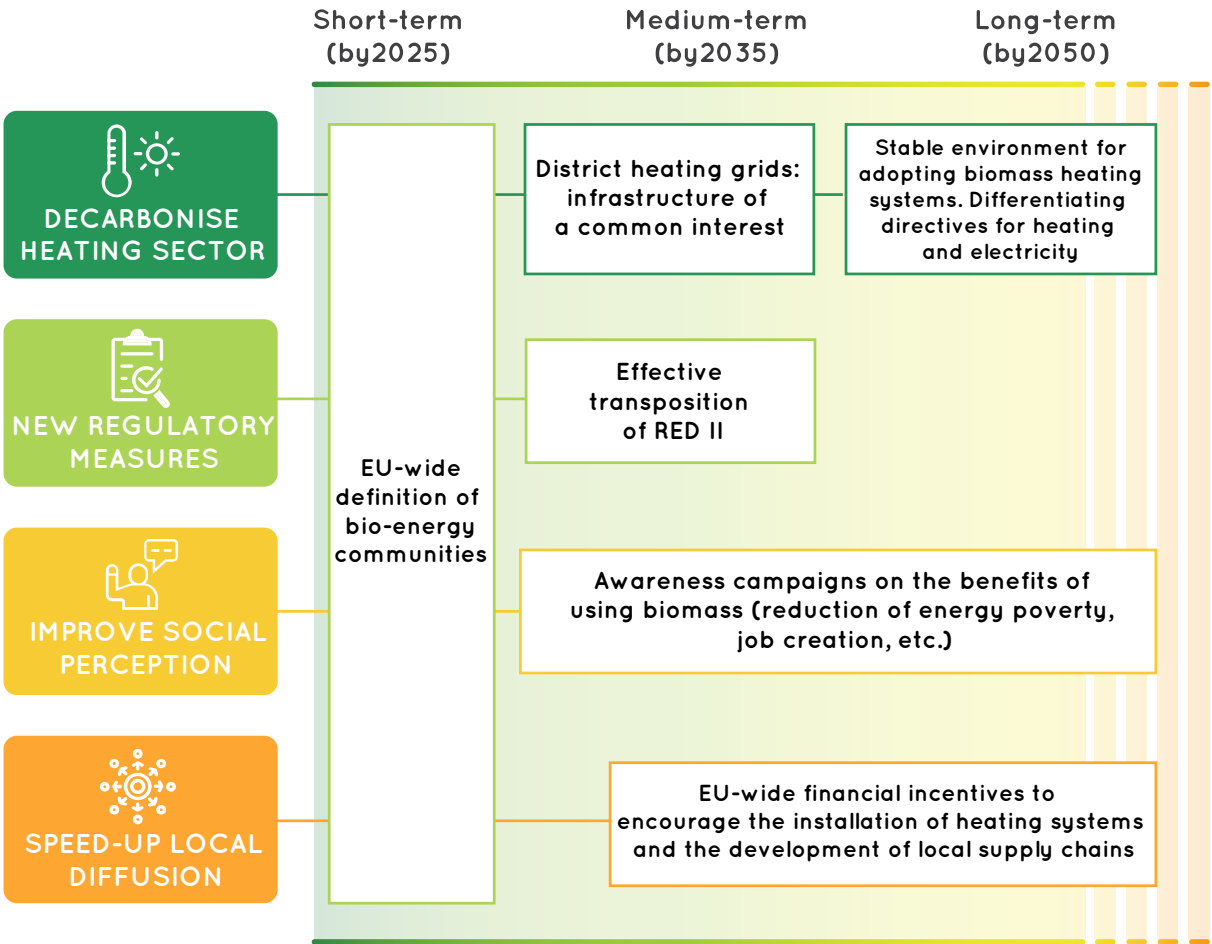 Short-term
(by2025)
Medium-term
(by2035)
Long-term
(by2050)
DECARBONISE
HEATING SECTOR
District heating grids:
infrastructure of
a common interest
Stable environment for
adopting biomass heating
systems. Differentiating
directives for heating
and electricity
NEW REGULATORY
MEASURES
Effective
transposition
of RED II
EU-wide
definition of
bio-energy
communities
IMPROVE SOCIAL
PERCEPTION
Awareness campaigns on the benefits of
using biomass (reduction of energy poverty,
job creation, etc.)
SPEED-UP LOCAL
DIFFUSION
EU-wide financial incentives to
encourage the installation of heating systems
and the development of local supply chains